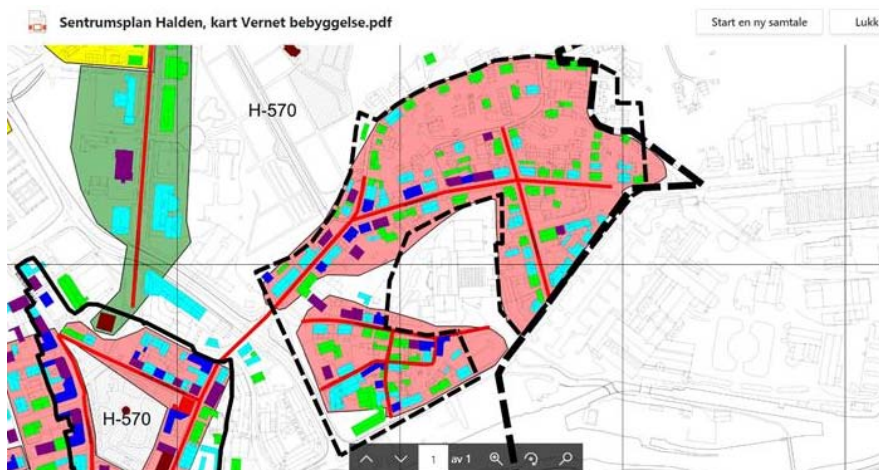 Sentrumsplan Halden, kart Vernet bebyggelse.pdf
Start en ny samtale
Lukk
H-570
H-570
1 av 1